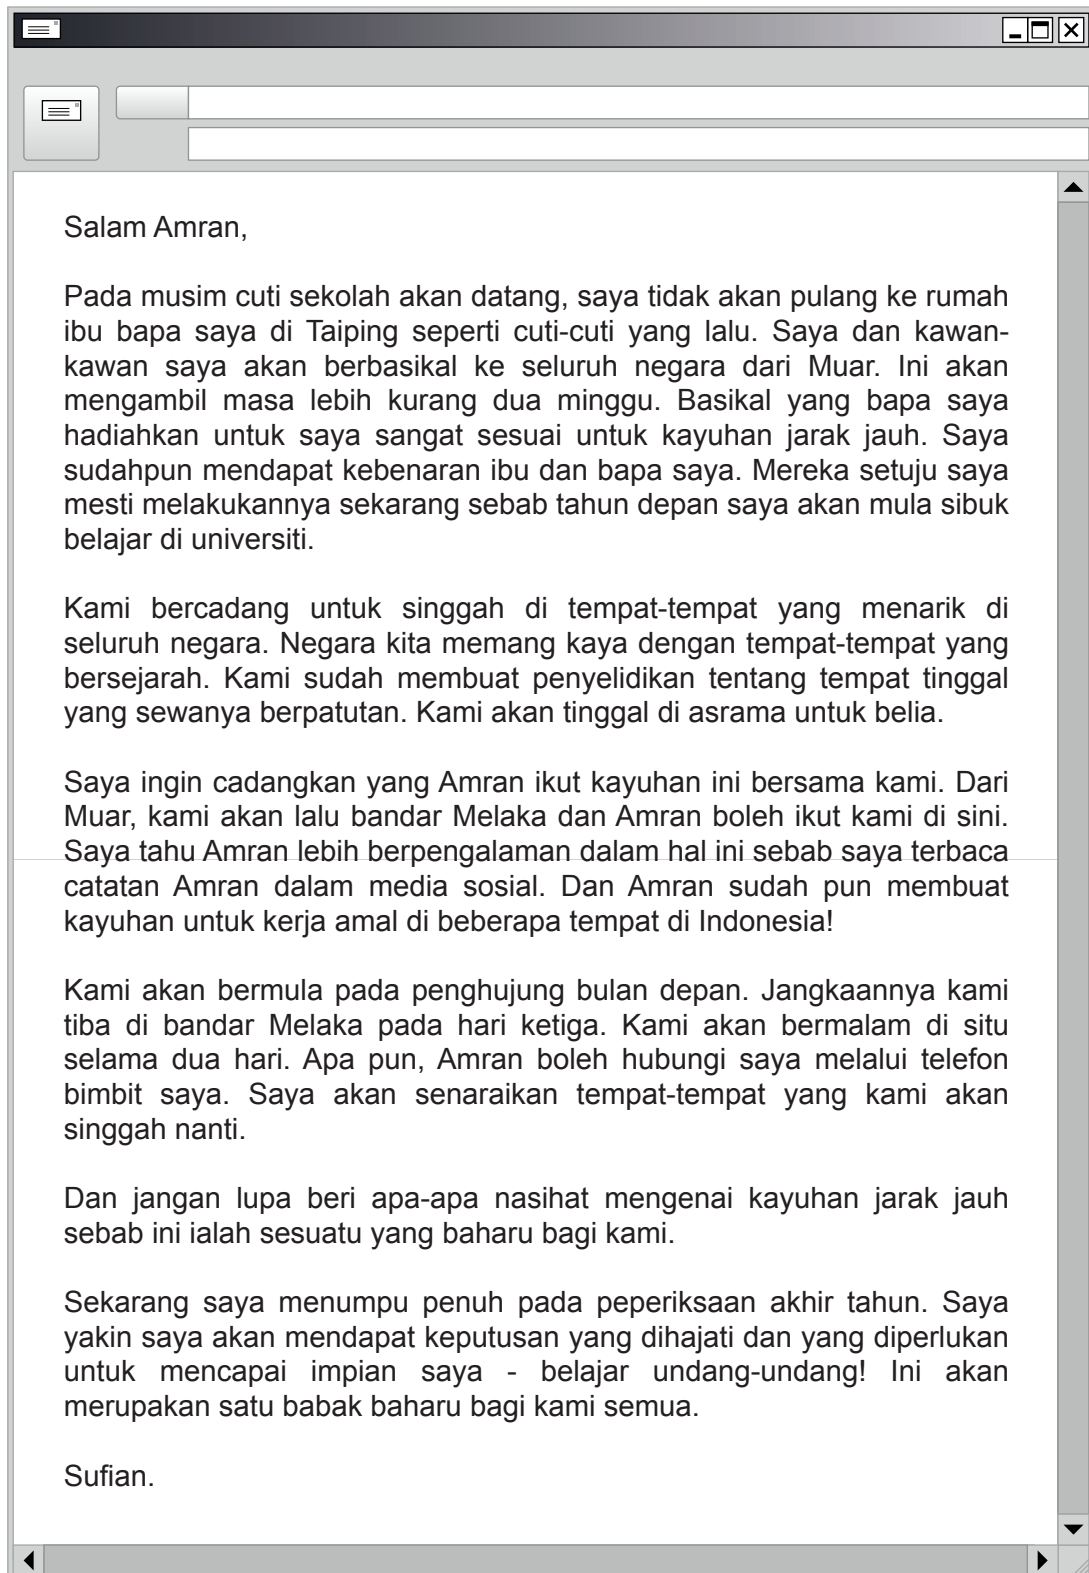 Salam Amran,
Pada musim cuti sekolah akan datang, saya tidak akan pulang ke rumah
ibu bapa saya di Taiping seperti cuti-cuti yang lalu. Saya dan kawan-
kawan saya akan berbasikal ke seluruh negara dari Muar. Ini akan
mengambil masa lebih kurang dua minggu. Basikal yang bapa saya
hadiahkan untuk saya sangat sesuai untuk kayuhan jarak jauh. Saya
sudahpun mendapat kebenaran ibu dan bapa saya. Mereka setuju saya
mesti melakukannya sekarang sebab tahun depan saya akan mula sibuk
belajar di universiti.
Kami bercadang untuk singgah di tempat-tempat yang menarik di
seluruh negara. Negara kita memang kaya dengan tempat-tempat yang
bersejarah. Kami sudah membuat penyelidikan tentang tempat tinggal
yang sewanya berpatutan. Kami akan tinggal di asrama untuk belia.
Saya ingin cadangkan yang Amran ikut kayuhan ini bersama kami. Dari
Muar, kami akan lalu bandar Melaka dan Amran boleh ikut kami di sini.
Saya tahu Amran lebih berpengalaman dalam hal ini sebab saya terbaca
catatan Amran dalam media sosial. Dan Amran sudah pun membuat
kayuhan untuk kerja amal di beberapa tempat di Indonesia!
Kami akan bermula pada penghujung bulan depan. Jangkaannya kami
tiba di bandar Melaka pada hari ketiga. Kami akan bermalam di situ
selama dua hari. Apa pun, Amran boleh hubungi saya melalui telefon
bimbit saya. Saya akan senaraikan tempat-tempat yang kami akan
singgah nanti.
Dan jangan lupa beri apa-apa nasihat mengenai kayuhan jarak jauh
sebab ini ialah sesuatu yang baharu bagi kami.
Sekarang saya menumpu penuh pada peperiksaan akhir tahun. Saya
yakin saya akan mendapat keputusan yang dihajati dan yang diperlukan
untuk mencapai impian saya - belajar undang-undang! Ini akan
merupakan satu babak baharu bagi kami semua.
Sufian.